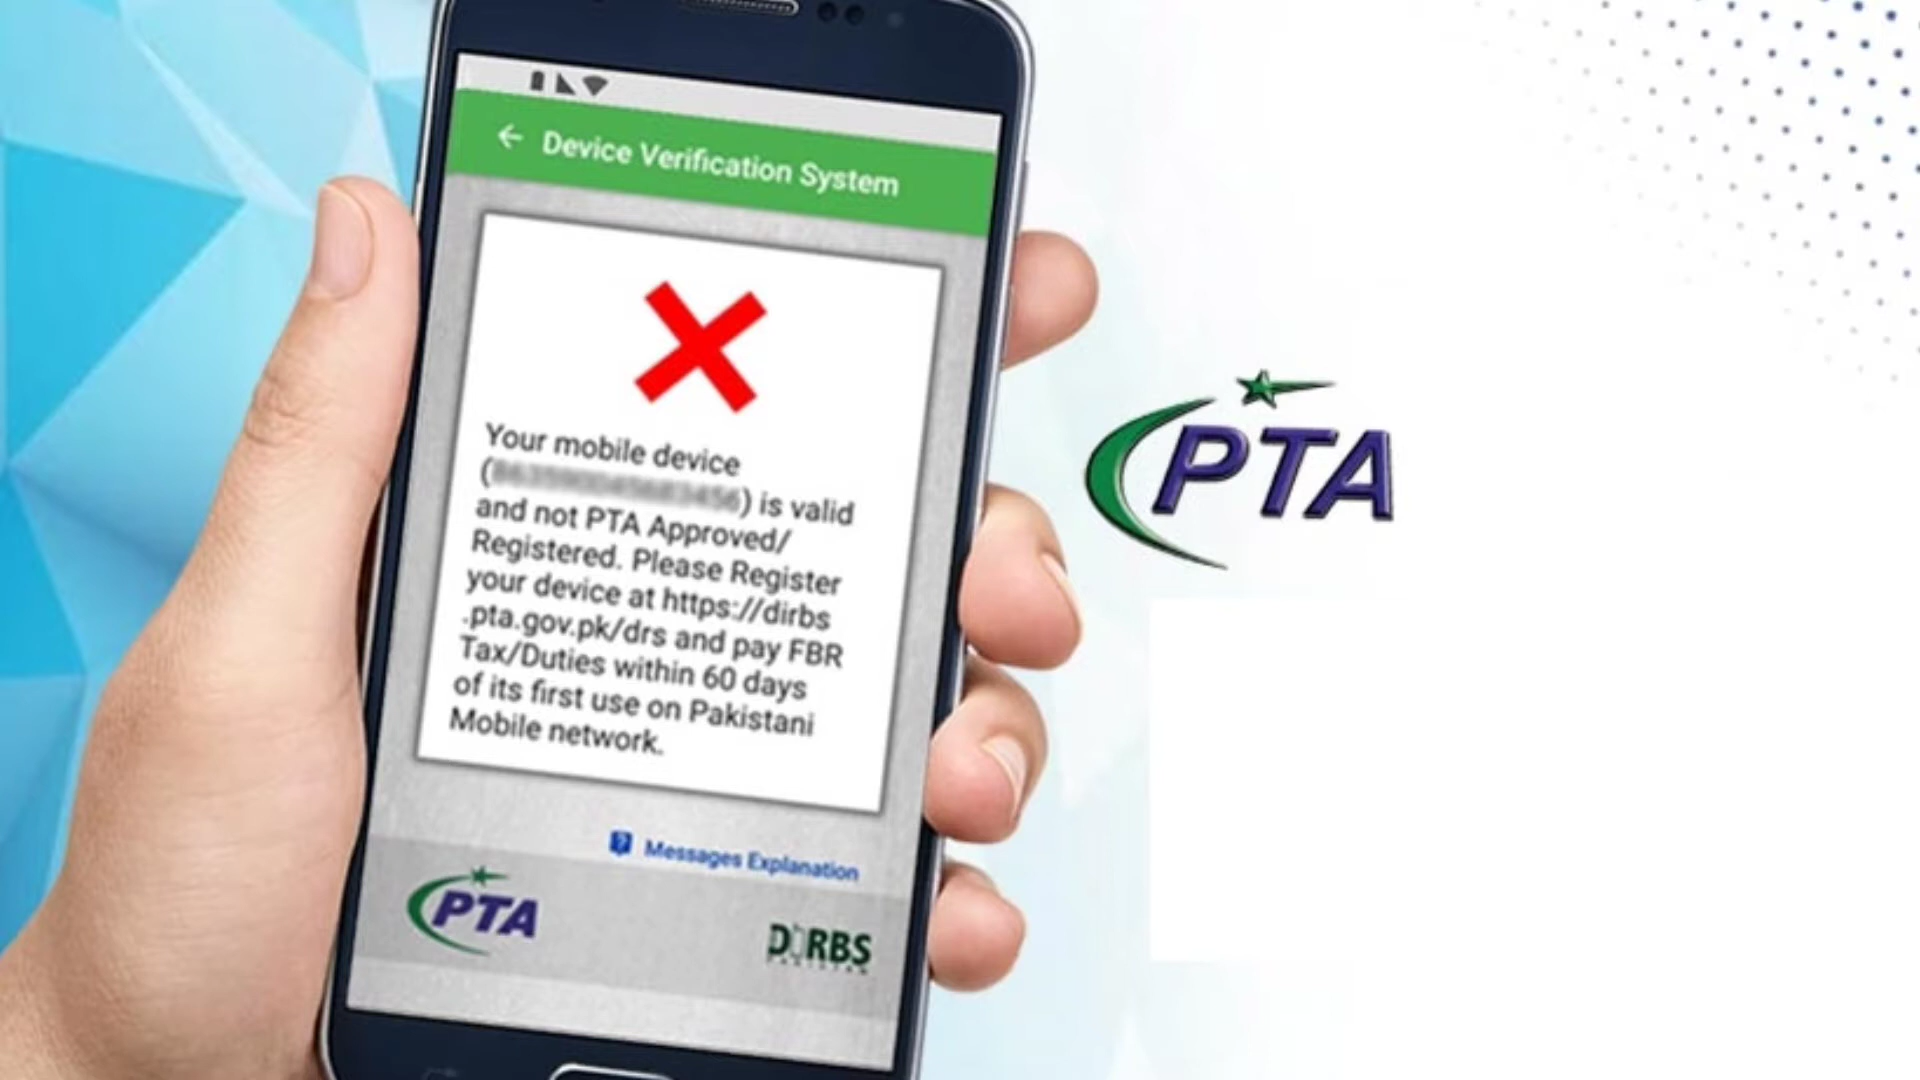 Device Verification System
Your mobile device
() is valid
and not PTA Approved/
Registered. Please Register
your device at https://dirbs
.pta.gov.pk/drs and pay FBR
Tax/Duties within 60 days
of its first use on Pakistani
Mobile network.
Messages Explanation
PTA
DIRBS
PAKISTAN
PTA